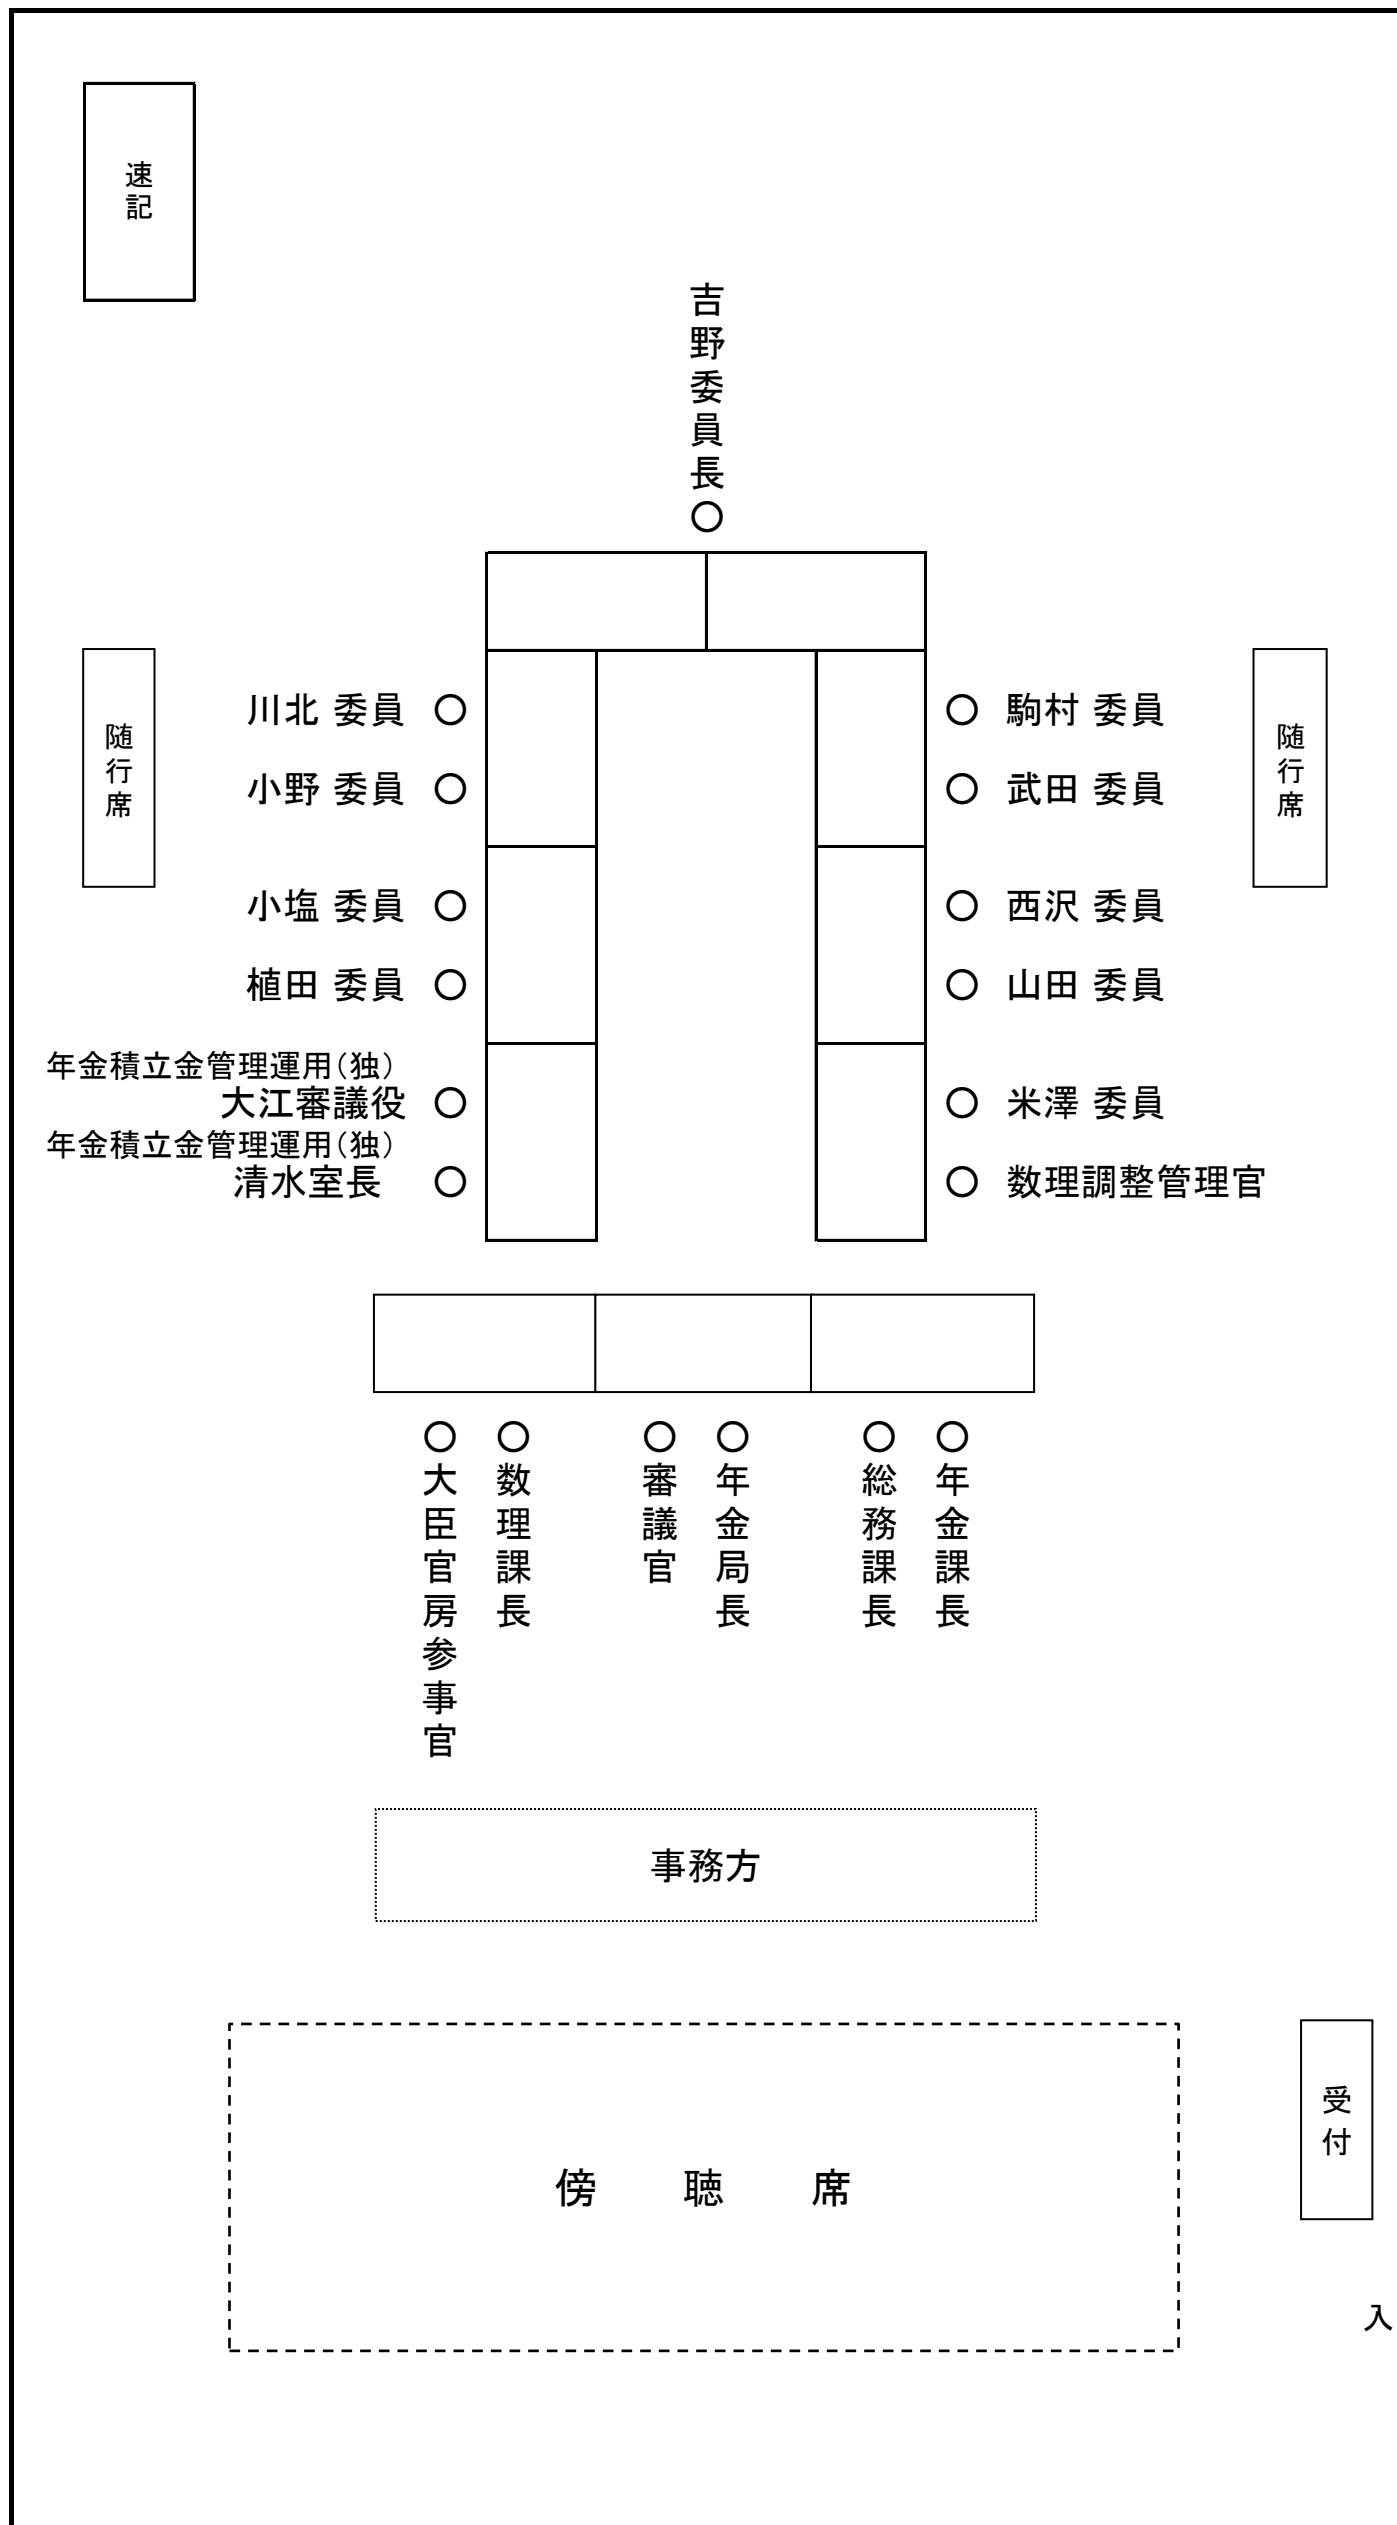 速記
吉野委員長○
随行席
川北 委員 ○
小野 委員 ○
小塩 委員 ○
植田 委員 ○
年金積立金管理運用（独）
大江審議役 ○
年金積立金管理運用（独）
清水室長 ○
○ 駒村 委員
○ 武田 委員
○ 西沢 委員
○ 山田 委員
○ 米澤 委員
○ 数理調整管理官
随行席
○大臣官房参事官
○数理課長
○審議官
○年金局長
○総務課長
○年金課長
事務方
傍 聴 席
受付
入